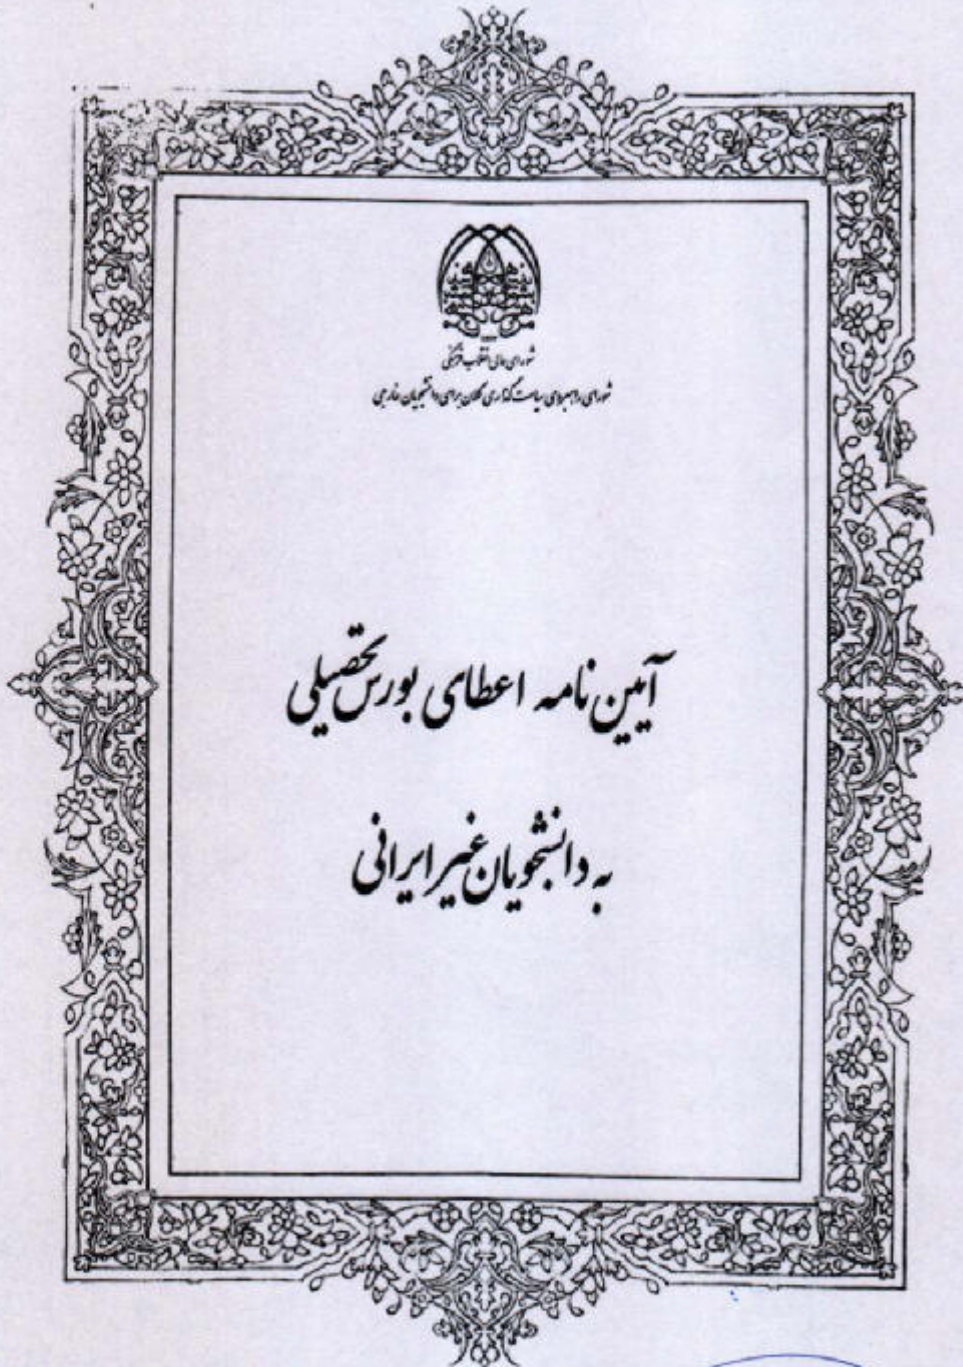 شورای عالی انقلاب فرهنگی
شورای راهبردی سیاست گذاری کلان برای دانشجویان خارجی
آیین نامه اعطای بورس تحصیلی
به دانشجویان غیر ایرانی